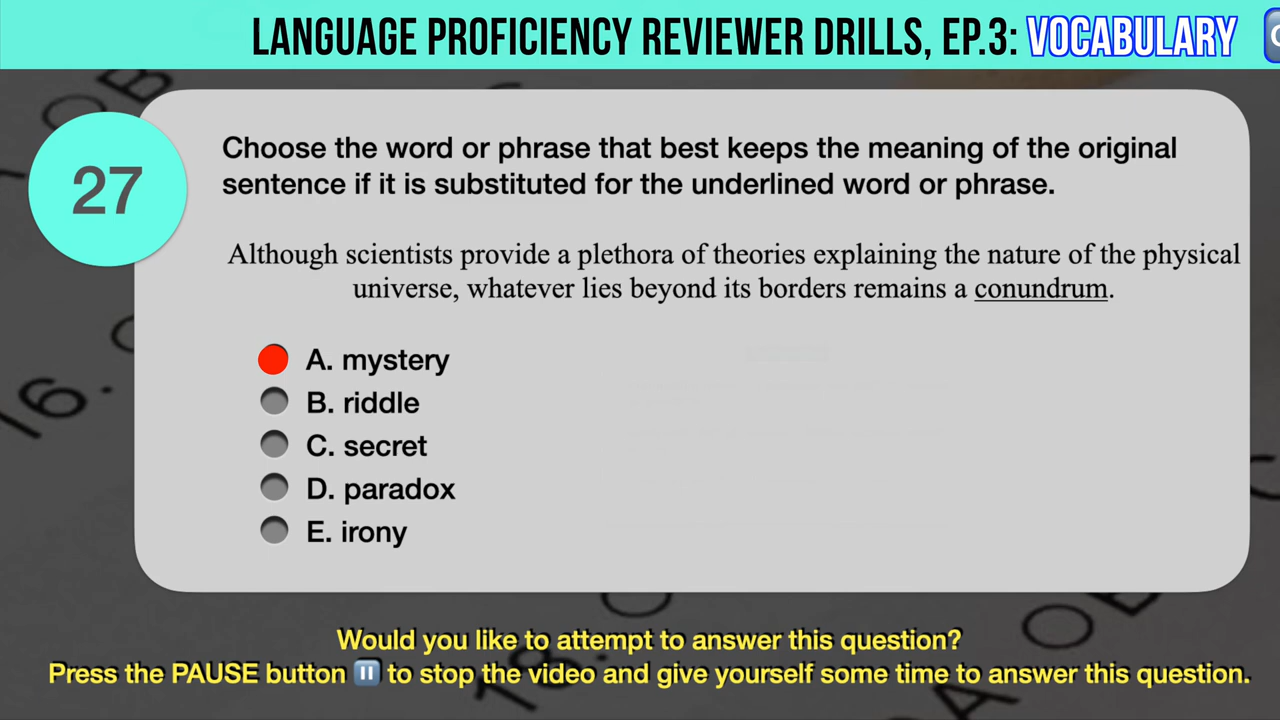 LANGUAGE PROFICIENCY REVIEWER DRILLS, EP.3: VOCABULARY
27
Choose the word or phrase that best keeps the meaning of the original
sentence if it is substituted for the underlined word or phrase.
Although scientists provide a plethora of theories explaining the nature of the physical
universe, whatever lies beyond its borders remains a conundrum.
A. mystery
B. riddle
C. secret
D. paradox
E. irony
16.
18.
Would you like to attempt to answer this question?
Press the PAUSE button ⏸ to stop the video and give yourself some time to answer this question.